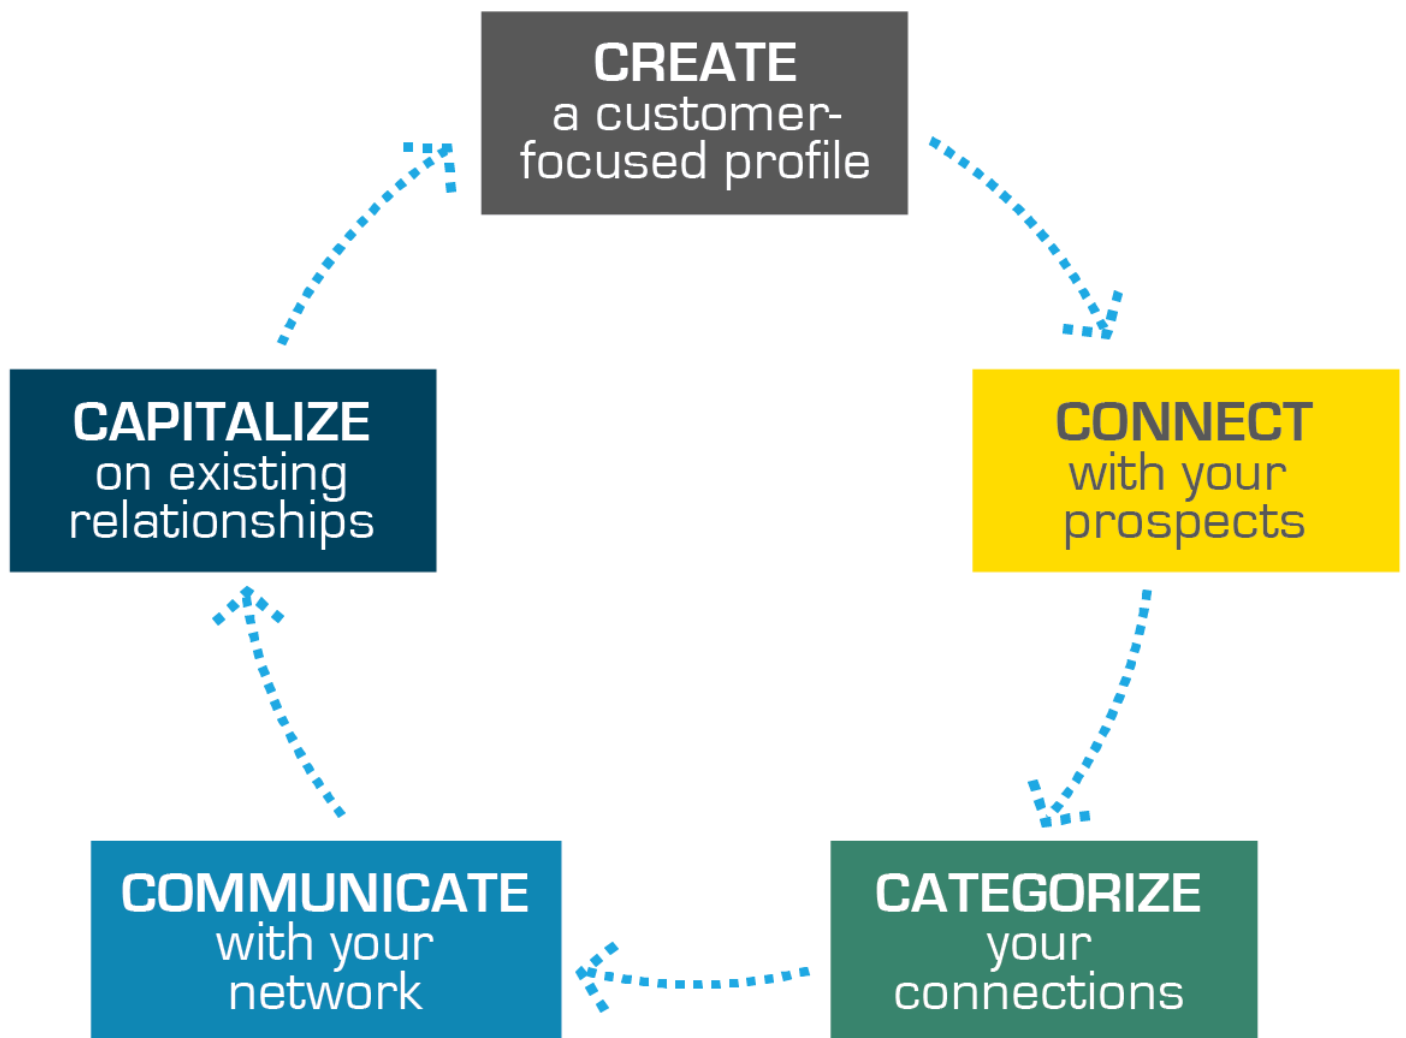 CREATE
a customer-
focused profile
CONNECT
with your
prospects
CATEGORIZE
your
connections
COMMUNICATE
with your
network
CAPITALIZE
on existing
relationships